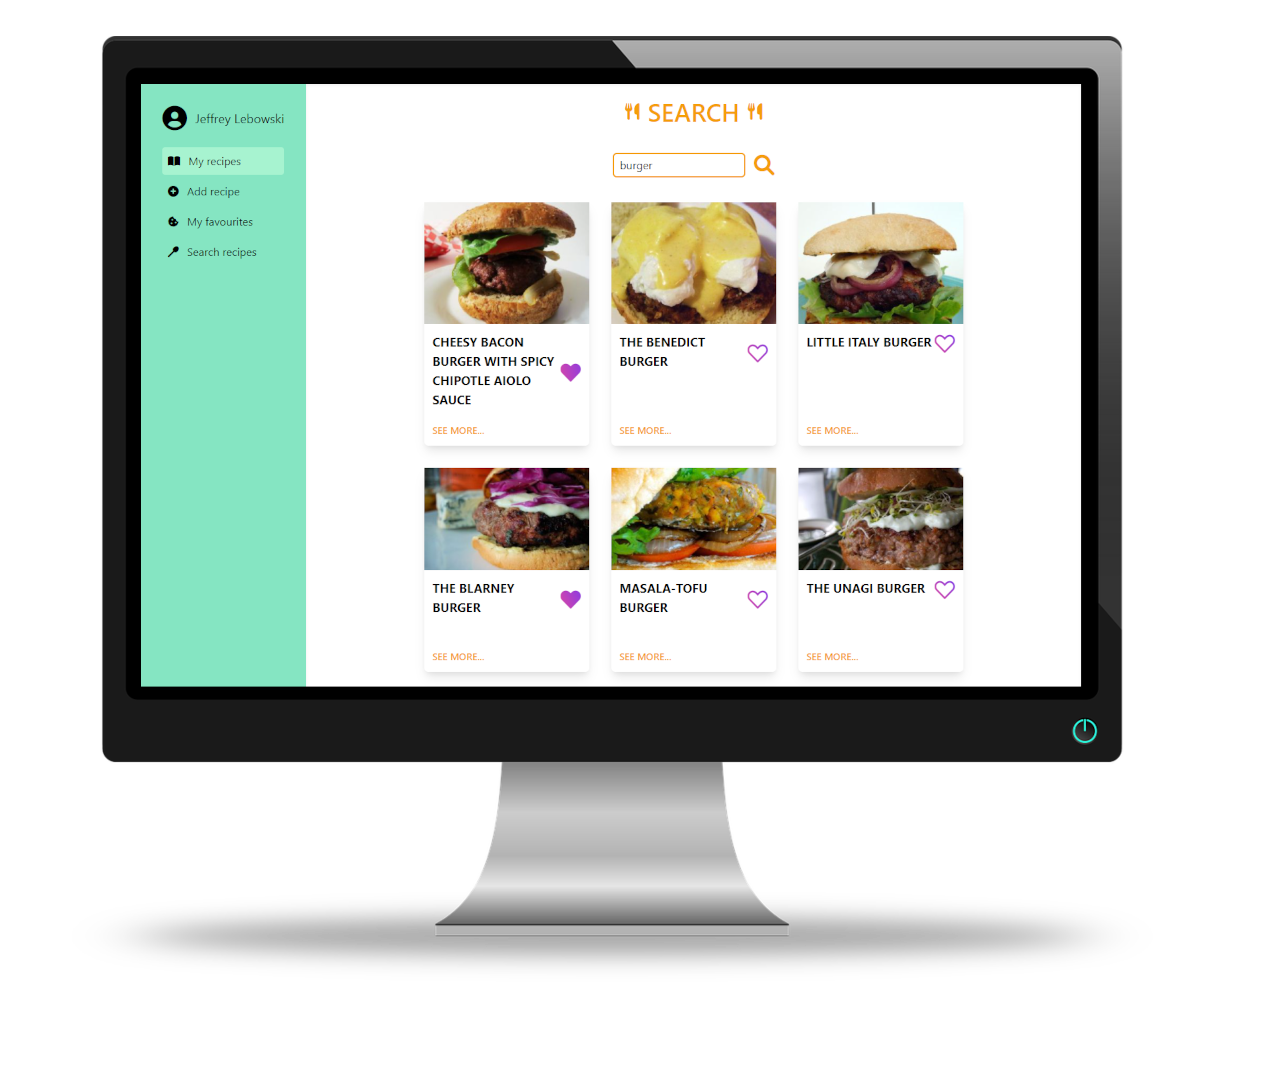 Jeffrey Lebowski
My recipes
Add recipe
My favourites
Search recipes
SEARCH
burger
CHEESY BACON
BURGER WITH SPICY
CHIPOTLE AIOLO
SAUCE
SEE MORE...
THE BENEDICT
BURGER
SEE MORE...
LITTLE ITALY BURGER
SEE MORE...
THE BLARNEY
BURGER
SEE MORE...
MASALA-TOFU
BURGER
SEE MORE...
THE UNAGI BURGER
SEE MORE...